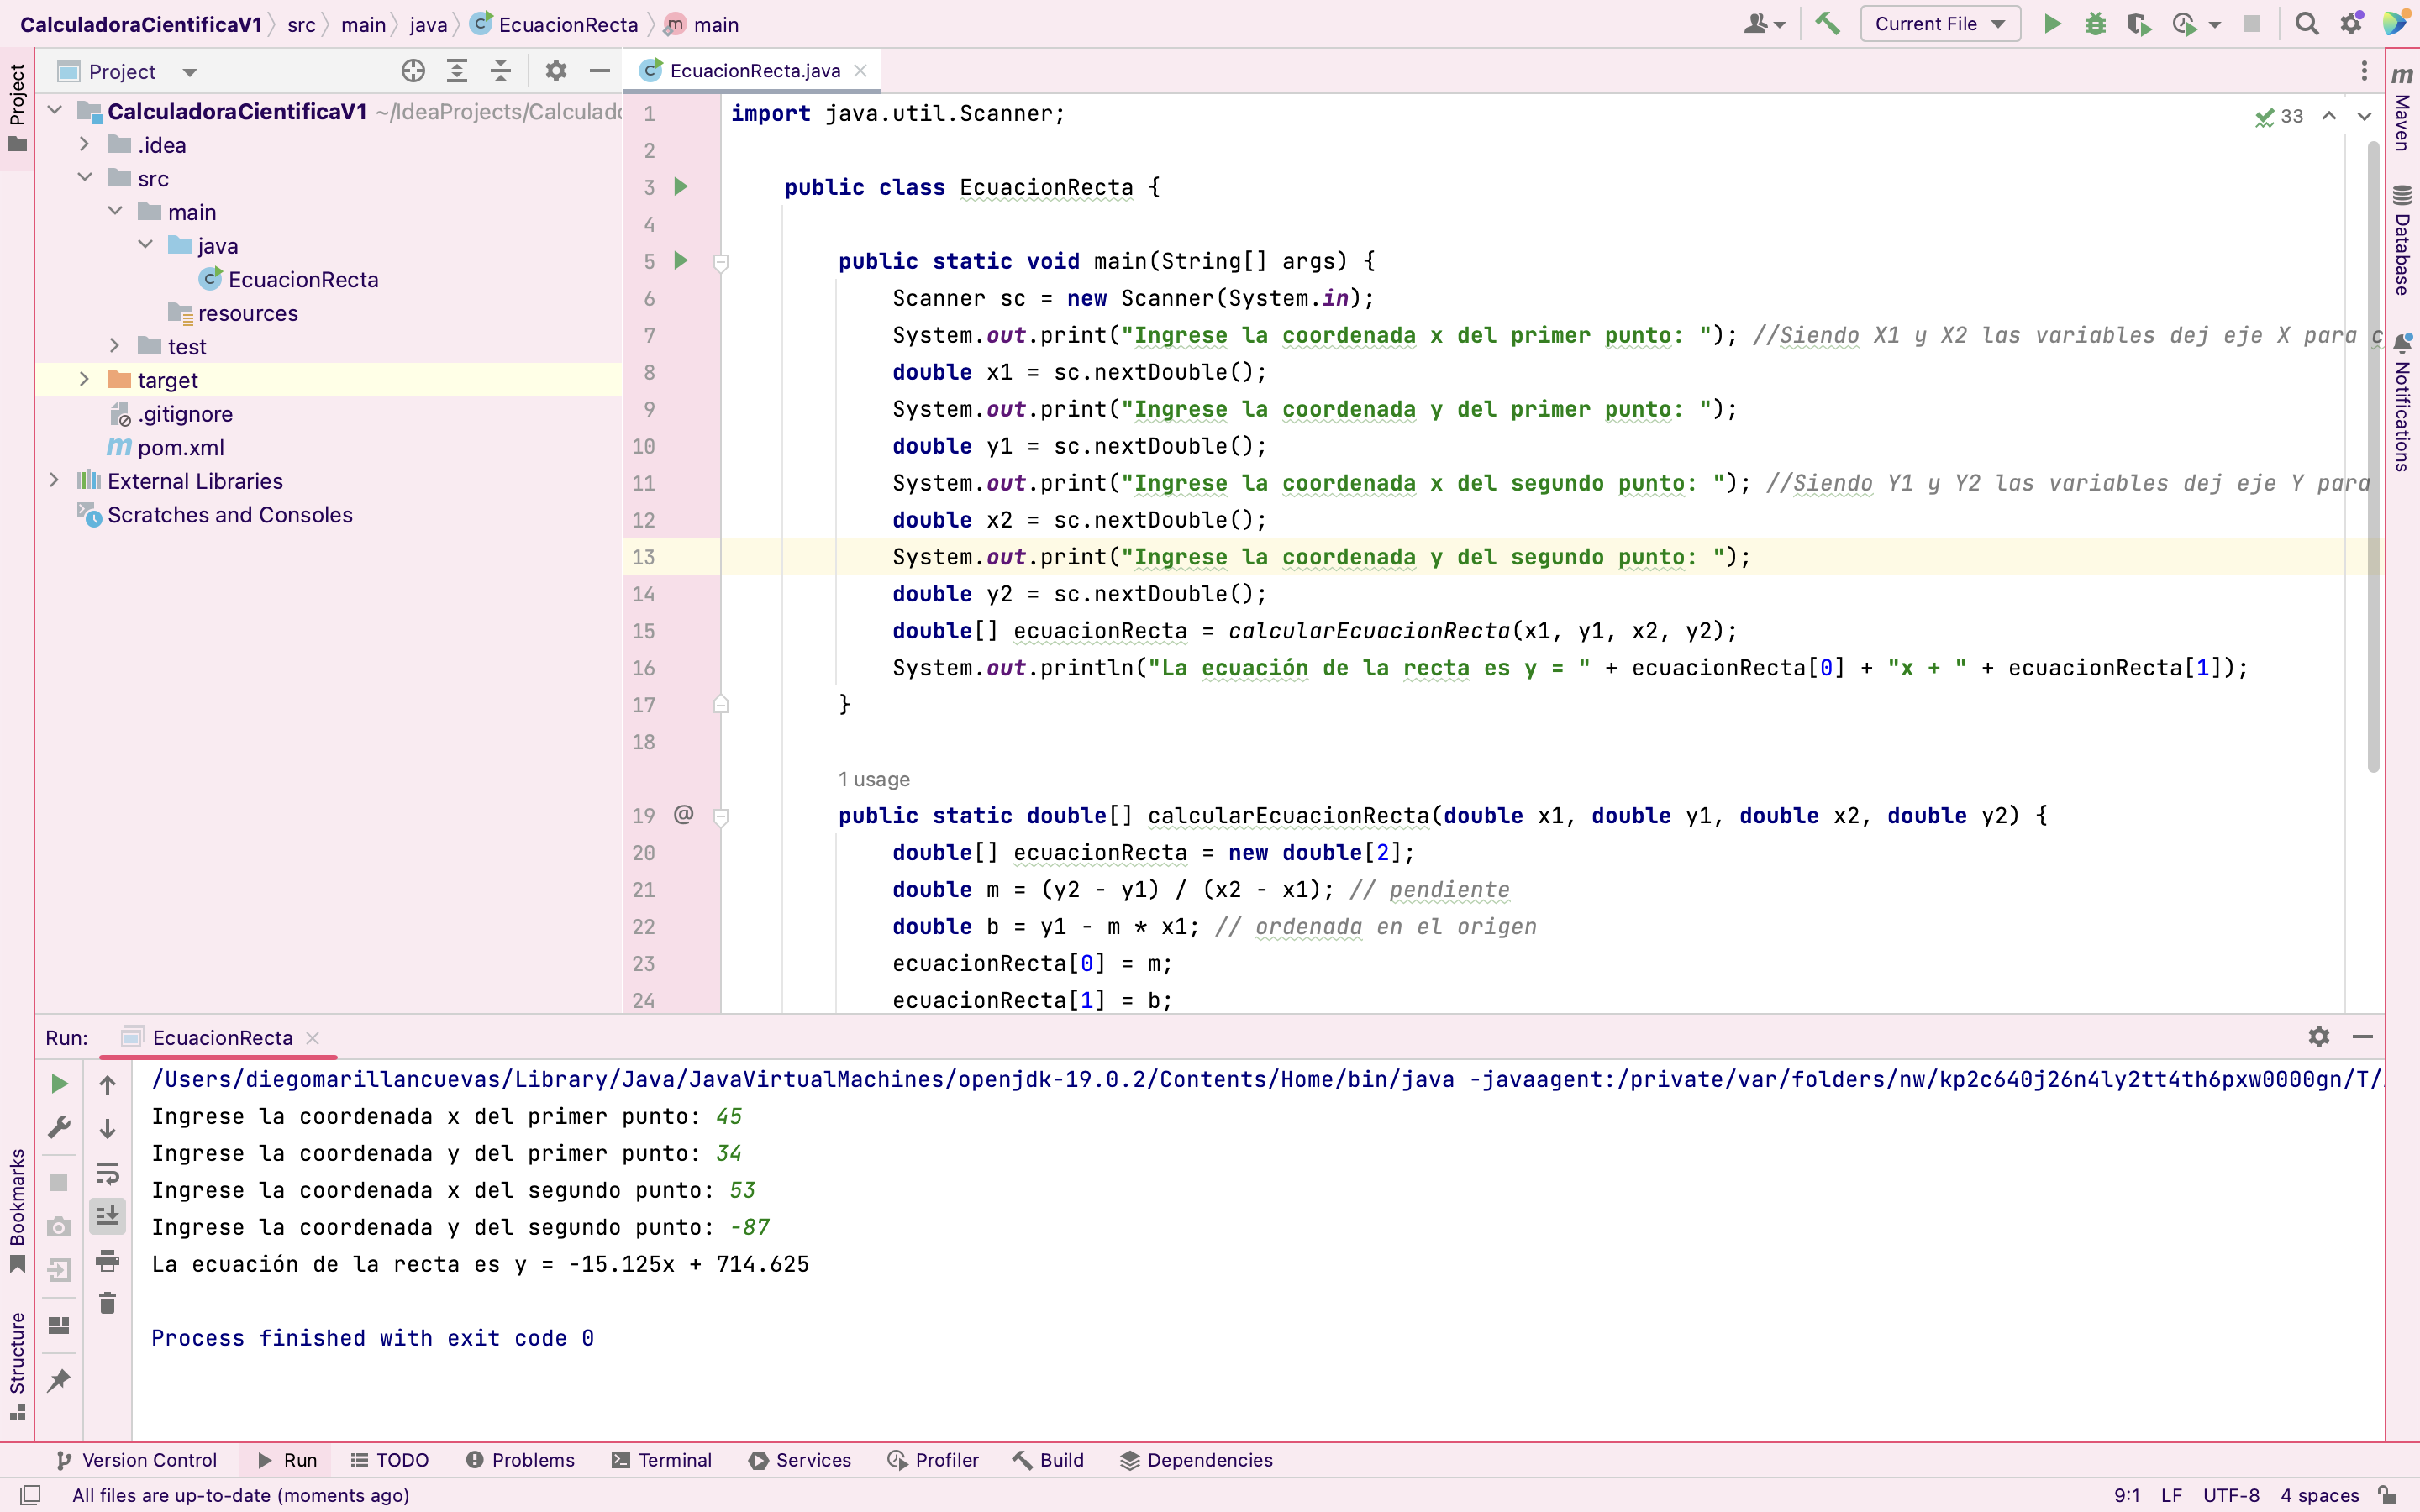 CalculadoraCientificaV1 src main java EcuacionRecta main
Current File
Project
EcuacionRecta.java
CalculadoraCientificaV1 ~/IdeaProjects/Calculad
.idea
src
main
java
EcuacionRecta
resources
test
target
.gitignore
pom.xml
External Libraries
Scratches and Consoles
Project
Bookmarks
Structure
33
1 import java.util.Scanner;
2
3 public class EcuacionRecta {
4
5 public static void main(String[] args) {
6 Scanner sc = new Scanner(System.in);
7 System.out.print("Ingrese la coordenada x del primer punto: "); //Siendo X1 y X2 las variables dej eje X para c
8 double x1 = sc.nextDouble();
9 System.out.print("Ingrese la coordenada y del primer punto: ");
10 double y1 = sc.nextDouble();
11 System.out.print("Ingrese la coordenada x del segundo punto: "); //Siendo Y1 y Y2 las variables dej eje Y para
12 double x2 = sc.nextDouble();
13 System.out.print("Ingrese la coordenada y del segundo punto: ");
14 double y2 = sc.nextDouble();
15 double[] ecuacionRecta = calcularEcuacionRecta(x1, y1, x2, y2);
16 System.out.println("La ecuación de la recta es y = " + ecuacionRecta[0] + "x + " + ecuacionRecta[1]);
17 }
18
1 usage
19 @ public static double[] calcularEcuacionRecta(double x1, double y1, double x2, double y2) {
20 double[] ecuacionRecta = new double[2];
21 double m = (y2 - y1) / (x2 - x1); // pendiente
22 double b = y1 - m * x1; // ordenada en el origen
23 ecuacionRecta[0] = m;
24 ecuacionRecta[1] = b;
Maven
Database
Notifications
Run: EcuacionRecta
/Users/diegomarillancuevas/Library/Java/JavaVirtualMachines/openjdk-19.0.2/Contents/Home/bin/java -javaagent:/private/var/folders/nw/kp2c640j26n4ly2tt4th6pxw0000gn/T/
Ingrese la coordenada x del primer punto: 45
Ingrese la coordenada y del primer punto: 34
Ingrese la coordenada x del segundo punto: 53
Ingrese la coordenada y del segundo punto: -87
La ecuación de la recta es y = -15.125x + 714.625
Process finished with exit code 0
Version Control Run TODO Problems Terminal Services Profiler Build Dependencies
All files are up-to-date (moments ago) 9:1 LF UTF-8 4 spaces